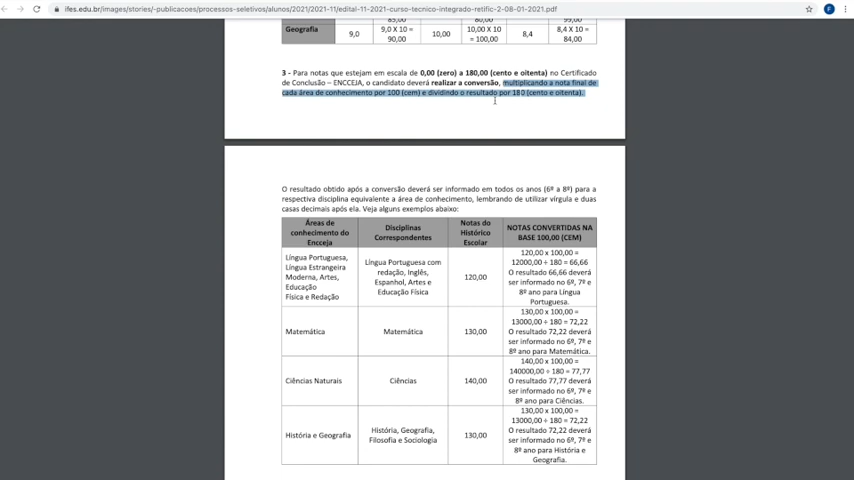 ifes.edu.br/images/stories/-publicacoes/processos-seletivos/alunos/2021/2021-11/edital-11-2021-curso-tecnico-integrado-retific-2-08-01-2021.pdf
F
85,00 80,00 99,00
Geografia
9,0
9,0 X 10 =
90,00
10,00
10,00 X 10
= 100,00
8,4
8,4 X 10 =
84,00
3 - Para notas que estejam em escala de 0,00 (zero) a 180,00 (cento e oitenta) no Certificado
de Conclusão – ENCCEJA, o candidato deverá realizar a conversão, multiplicando a nota final de
cada área de conhecimento por 100 (cem) e dividindo o resultado por 180 (cento e oitenta).
O resultado obtido após a conversão deverá ser informado em todos os anos (6º a 8º) para a
respectiva disciplina equivalente a área de conhecimento, lembrando de utilizar vírgula e duas
casas decimais após ela. Veja alguns exemplos abaixo:
Áreas de
conhecimento do
Encceja
Disciplinas
Correspondentes
Notas do
Histórico
Escolar
NOTAS CONVERTIDAS NA
BASE 100,00 (CEM)
Língua Portuguesa,
Língua Estrangeira
Moderna, Artes,
Educação
Física e Redação
Língua Portuguesa com
redação, Inglês,
Espanhol, Artes e
Educação Física
120,00
120,00 x 100,00 =
12000,00 ÷ 180 = 66,66
O resultado 66,66 deverá
ser informado no 6º, 7º e
8º ano para Língua
Portuguesa.
Matemática
Matemática
130,00
130,00 x 100,00 =
13000,00 ÷ 180 = 72,22
O resultado 72,22 deverá
ser informado no 6º, 7º e
8º ano para Matemática.
Ciências Naturais
Ciências
140,00
140,00 x 100,00 =
140000,00 ÷ 180 = 77,77
O resultado 77,77 deverá
ser informado no 6º, 7º e
8º ano para Ciências.
História e Geografia
História, Geografia,
Filosofia e Sociologia
130,00
130,00 x 100,00 =
13000,00 ÷ 180 = 72,22
O resultado 72,22 deverá
ser informado no 6º, 7º e
8º ano para História e
Geografia.